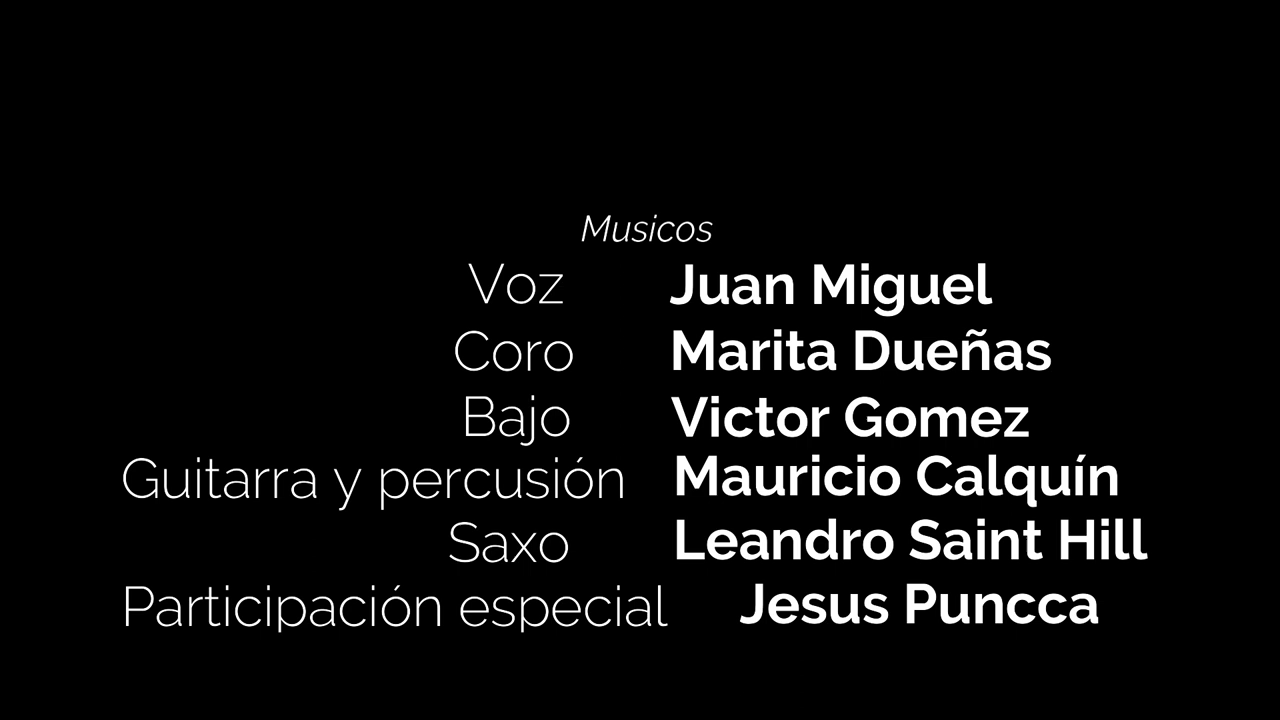 Musicos
Voz Juan Miguel
Coro Marita Dueñas
Bajo Victor Gomez
Guitarra y percusión Mauricio Calquín
Saxo Leandro Saint Hill
Participación especial Jesus Puncca